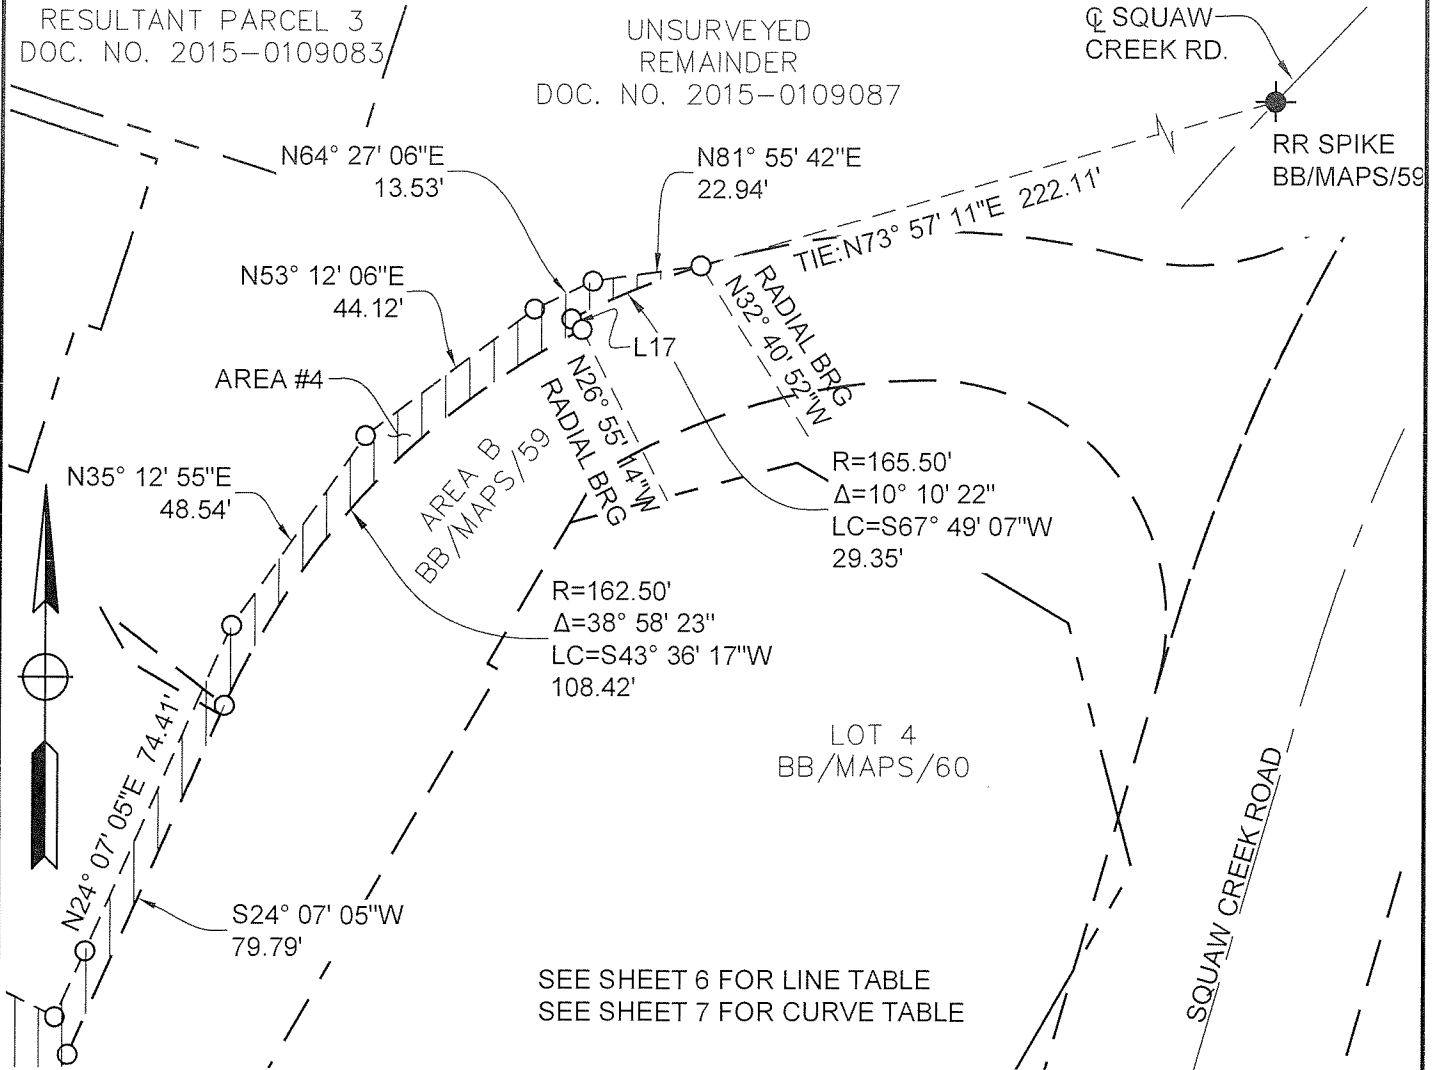 RESULTANT PARCEL 3
DOC. NO. 2015-0109083
UNSURVEYED
REMAINDER
DOC. NO. 2015-0109087
℄ SQUAW
CREEK RD.
RR SPIKE
BB/MAPS/59
N64° 27' 06"E
13.53'
N81° 55' 42"E
22.94'
TIE: N73° 57' 11"E 222.11'
N53° 12' 06"E
44.12'
L17
RADIAL BRG
N32° 40' 52"W
AREA #4
N26° 55' 14"W
RADIAL BRG
AREA B
BB/MAPS/59
N35° 12' 55"E
48.54'
R=165.50'
Δ=10° 10' 22"
LC=S67° 49' 07"W
29.35'
R=162.50'
Δ=38° 58' 23"
LC=S43° 36' 17"W
108.42'
LOT 4
BB/MAPS/60
N24° 07' 05"E 74.41'
S24° 07' 05"W
79.79'
SQUAW CREEK ROAD
SEE SHEET 6 FOR LINE TABLE
SEE SHEET 7 FOR CURVE TABLE